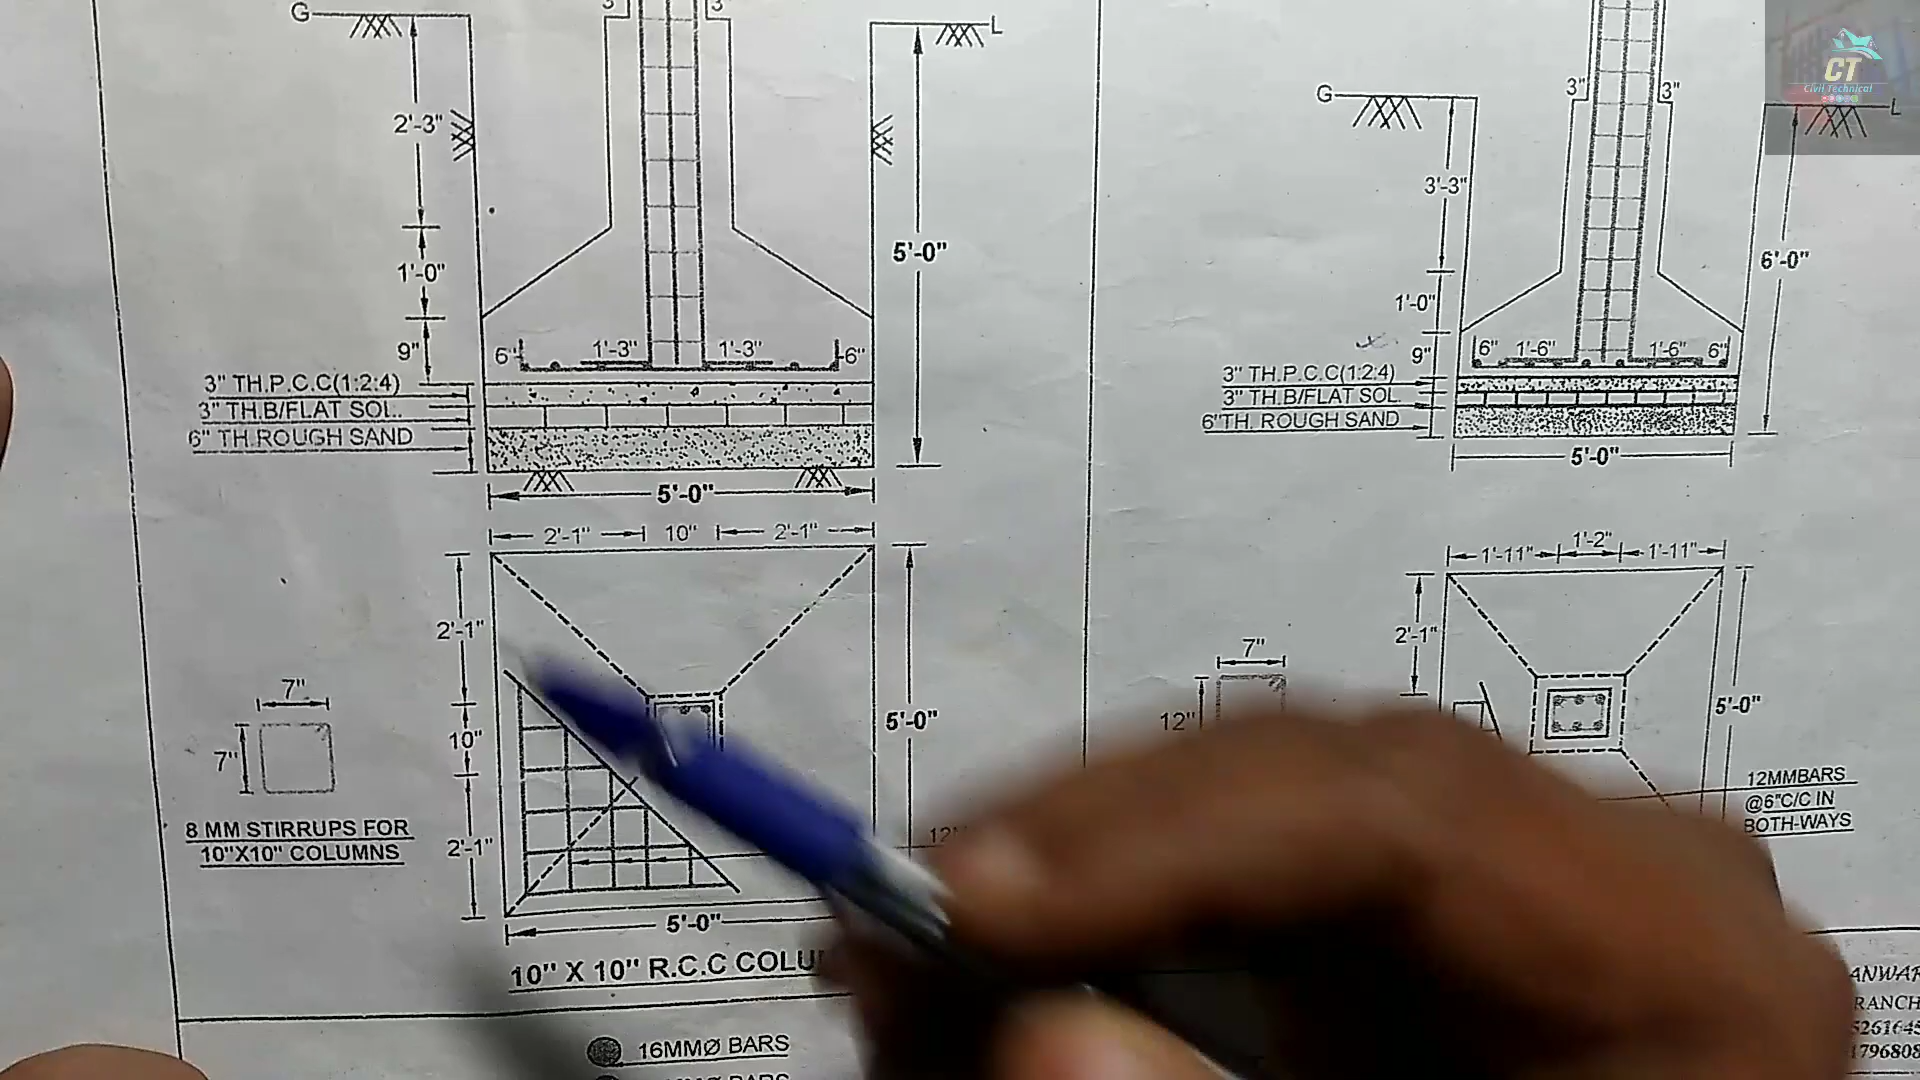 G
3"
3"
L
2'-3"
1'-0"
9"
5'-0"
6"
1'-3"
1'-3"
6"
3" TH.P.C.C(1:2:4)
3" TH.B/FLAT SOL.
6" TH.ROUGH SAND
5'-0"
2'-1"
10"
2'-1"
2'-1"
10"
2'-1"
5'-0"
7"
7"
8 MM STIRRUPS FOR
10"X10" COLUMNS
5'-0"
10" X 10" R.C.C
16MMØ BARS
BARS
G
3"
3"
L
3'-3"
1'-0"
9"
6'-0"
6"
1'-6"
1'-6"
6"
3" TH.P.C.C(1:2:4)
3" TH.B/FLAT SOL.
6"TH. ROUGH SAND
5'-0"
1'-11"
1'-2"
1'-11"
2'-1"
5'-0"
7"
12"
12MMBARS
@6"C/C IN
BOTH-WAYS
CT
Civil Technical